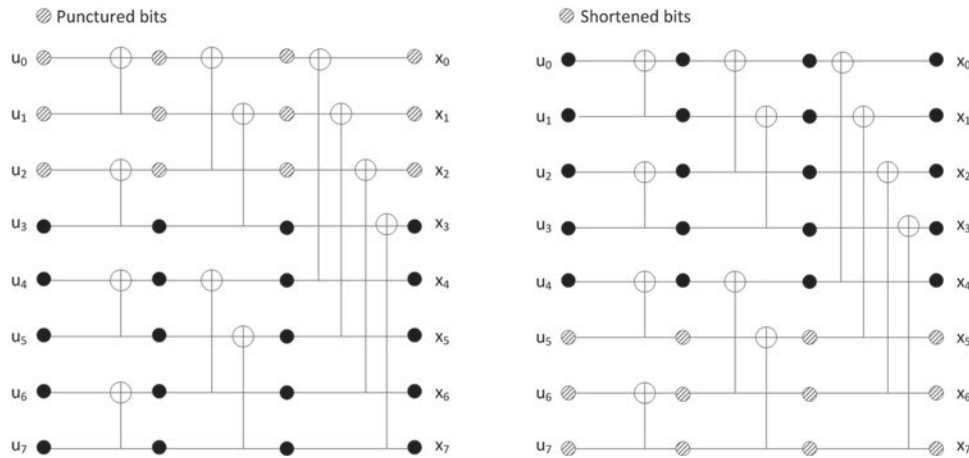 Punctured bits
u0 x0
u1 x1
u2 x2
u3 x3
u4 x4
u5 x5
u6 x6
u7 x7
Shortened bits
u0 x0
u1 x1
u2 x2
u3 x3
u4 x4
u5 x5
u6 x6
u7 x7